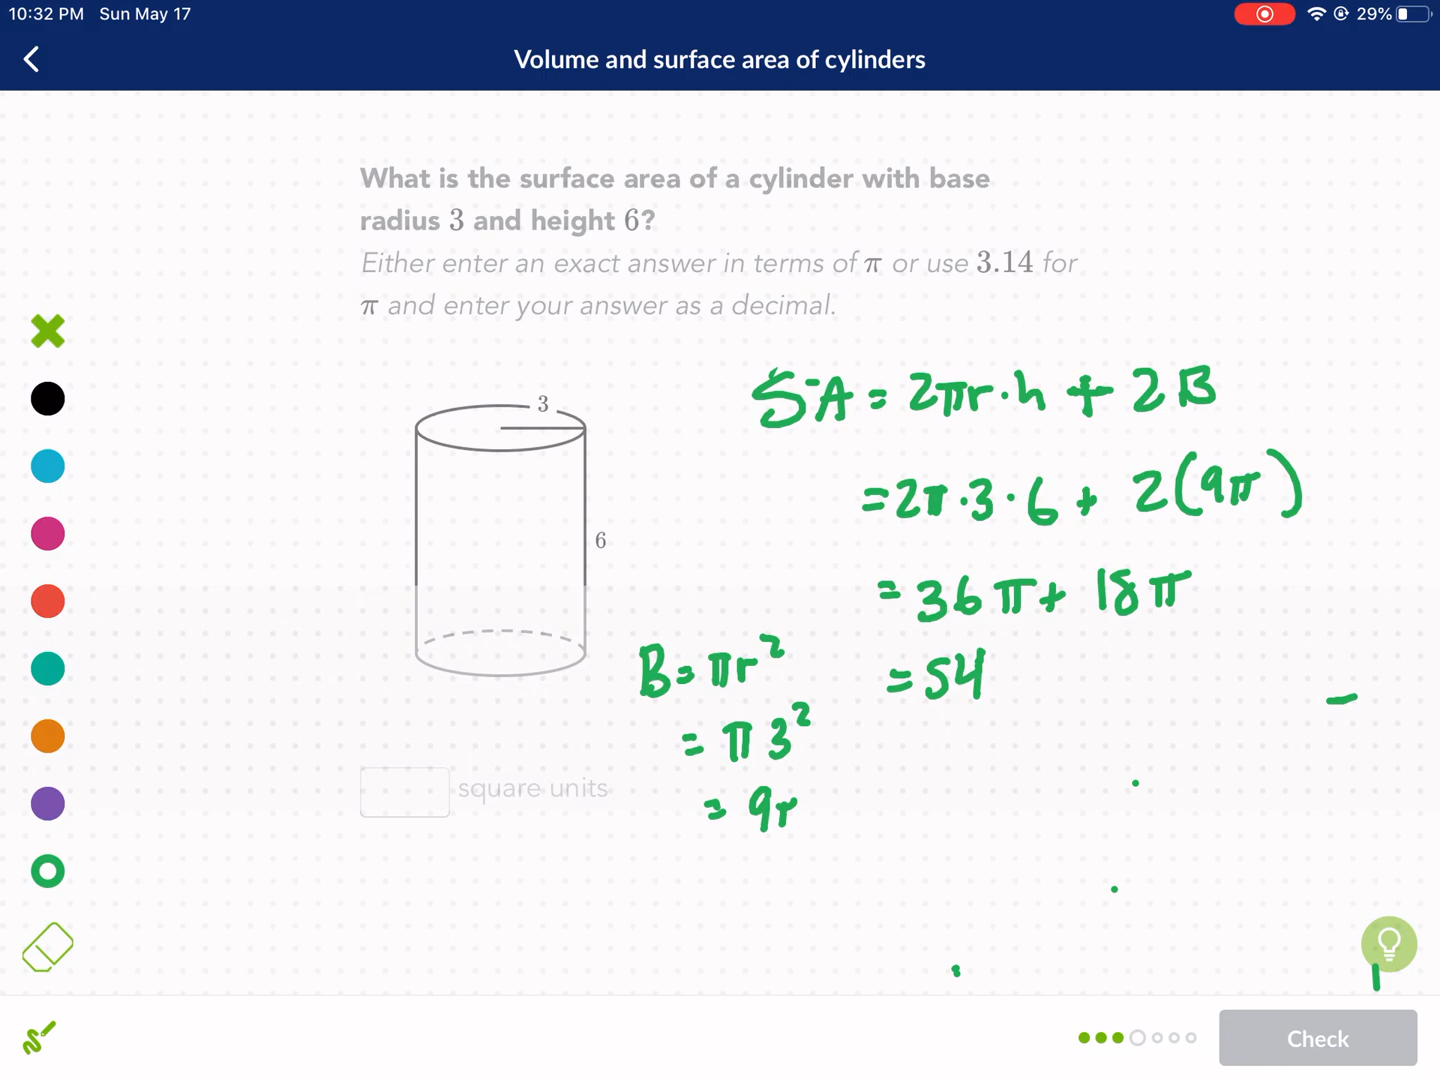 10:32 PM Sun May 17 29%
Volume and surface area of cylinders
What is the surface area of a cylinder with base
radius 3 and height 6?
Either enter an exact answer in terms of π or use 3.14 for
π and enter your answer as a decimal.
3
6
square units
SA = 2πr·h + 2B
= 2π·3·6 + 2(9π)
= 36π + 18π
= 54
B = πr²
= π 3²
= 9π
Check